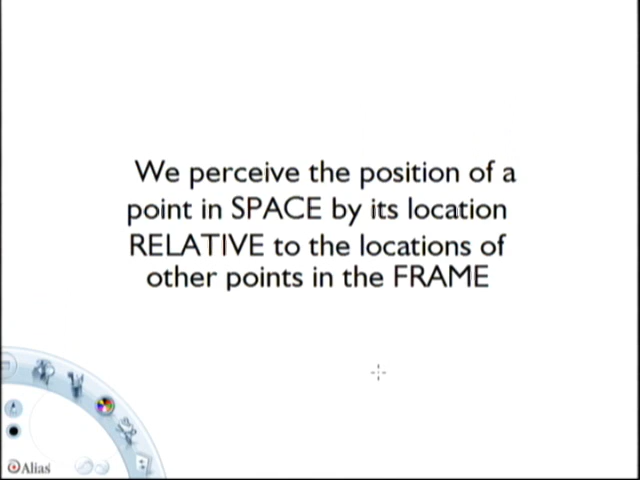 We perceive the position of a
point in SPACE by its location
RELATIVE to the locations of
other points in the FRAME
Alias